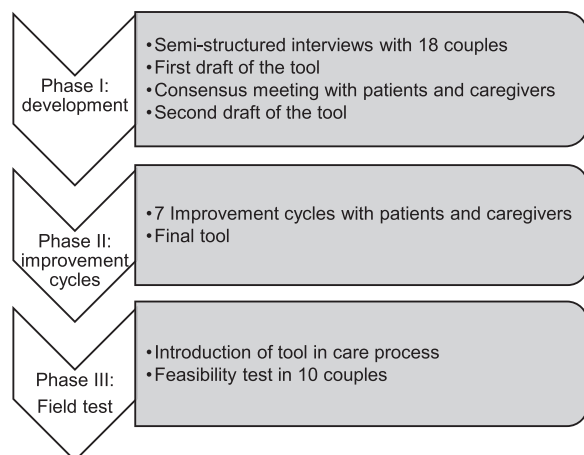 Phase I:
development
•Semi-structured interviews with 18 couples
•First draft of the tool
•Consensus meeting with patients and caregivers
•Second draft of the tool
Phase II:
improvement
cycles
•7 Improvement cycles with patients and caregivers
•Final tool
Phase III:
Field test
•Introduction of tool in care process
•Feasibility test in 10 couples